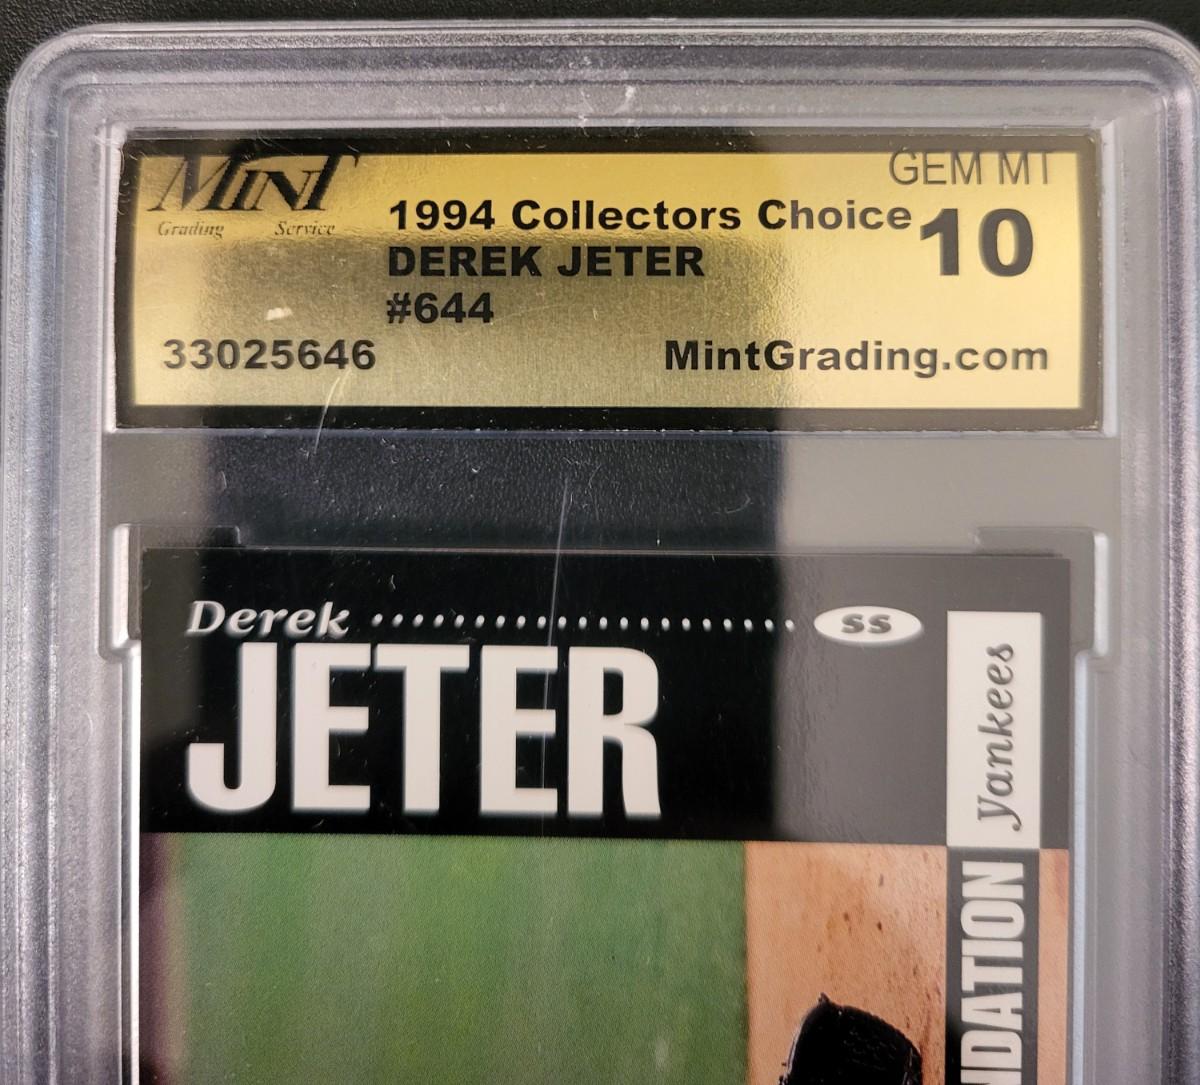 MINT
Grading Service
GEM MT
10
1994 Collectors Choice
DEREK JETER
#644
33025646
MintGrading.com
Derek
SS
JETER
Yankees
NDATION